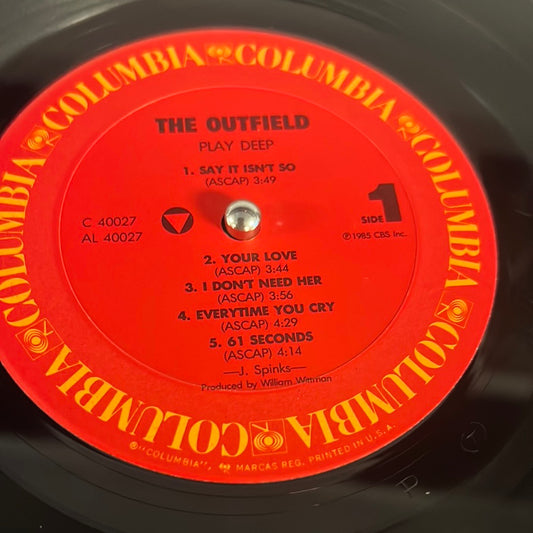 COLUMBIA COLUMBIA COLUMBIA COLUMBIA COLUMBIA COLUMBIA
THE OUTFIELD
PLAY DEEP
1. SAY IT ISN'T SO
(ASCAP) 3:49
C 40027
AL 40027
SIDE 1
℗1985 CBS Inc.
2. YOUR LOVE
(ASCAP) 3:44
3. I DON'T NEED HER
(ASCAP) 3:56
4. EVERYTIME YOU CRY
(ASCAP) 4:29
5. 61 SECONDS
(ASCAP) 4:14
—J. Spinks—
Produced by William Wittman
®"COLUMBIA", MARCAS REG. PRINTED IN U.S.A.